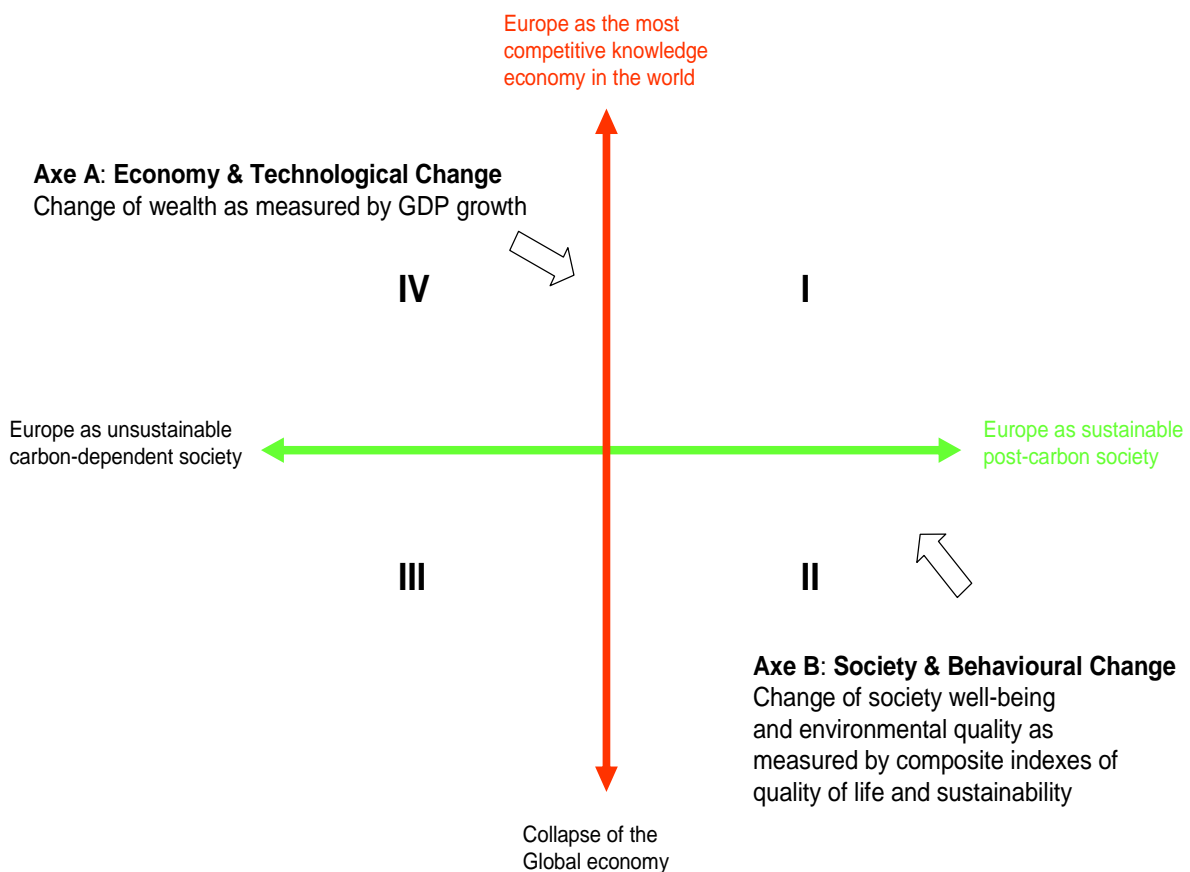 Europe as the most
competitive knowledge
economy in the world
Axe A: Economy & Technological Change
Change of wealth as measured by GDP growth
IV
I
Europe as unsustainable
carbon-dependent society
Europe as sustainable
post-carbon society
III
II
Axe B: Society & Behavioural Change
Change of society well-being
and environmental quality as
measured by composite indexes of
quality of life and sustainability
Collapse of the
Global economy